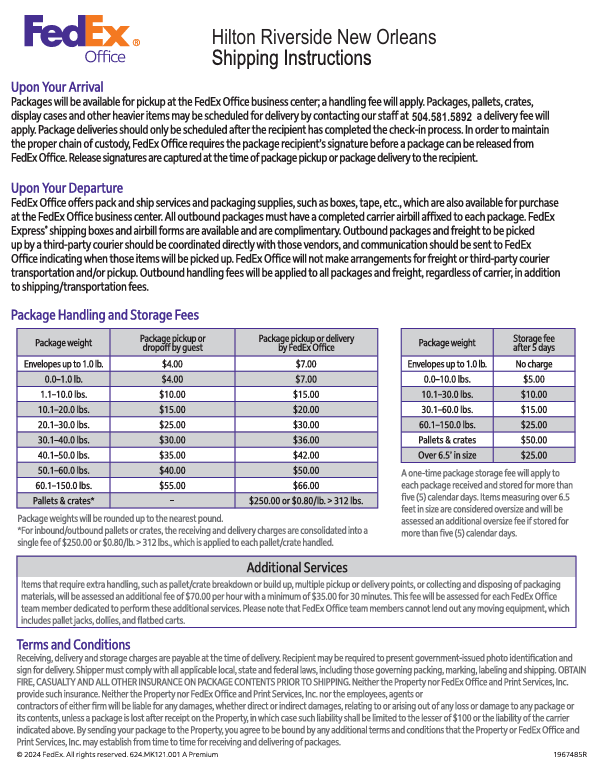 FedEx®
Office
Hilton Riverside New Orleans
Shipping Instructions
Upon Your Arrival
Packages will be available for pickup at the FedEx Office business center; a handling fee will apply. Packages, pallets, crates,
display cases and other heavier items may be scheduled for delivery by contacting our staff at 504.581.5892 a delivery fee will
apply. Package deliveries should only be scheduled after the recipient has completed the check-in process. In order to maintain
the proper chain of custody, FedEx Office requires the package recipient's signature before a package can be released from
FedEx Office. Release signatures are captured at the time of package pickup or package delivery to the recipient.
Upon Your Departure
FedEx Office offers pack and ship services and packaging supplies, such as boxes, tape, etc., which are also available for purchase
at the FedEx Office business center. All outbound packages must have a completed carrier airbill affixed to each package. FedEx
Express® shipping boxes and airbill forms are available and are complimentary. Outbound packages and freight to be picked
up by a third-party courier should be coordinated directly with those vendors, and communication should be sent to FedEx
Office indicating when those items will be picked up. FedEx Office will not make arrangements for freight or third-party courier
transportation and/or pickup. Outbound handling fees will be applied to all packages and freight, regardless of carrier, in addition
to shipping/transportation fees.
Package Handling and Storage Fees
Package weight | Package pickup or dropoff by guest | Package pickup or delivery by FedEx Office
Envelopes up to 1.0 lb. | $4.00 | $7.00
0.0–1.0 lb. | $4.00 | $7.00
1.1–10.0 lbs. | $10.00 | $15.00
10.1–20.0 lbs. | $15.00 | $20.00
20.1–30.0 lbs. | $25.00 | $30.00
30.1–40.0 lbs. | $30.00 | $36.00
40.1–50.0 lbs. | $35.00 | $42.00
50.1–60.0 lbs. | $40.00 | $50.00
60.1–150.0 lbs. | $55.00 | $66.00
Pallets & crates* | – | $250.00 or $0.80/lb. > 312 lbs.
Package weights will be rounded up to the nearest pound.
*For inbound/outbound pallets or crates, the receiving and delivery charges are consolidated into a
single fee of $250.00 or $0.80/lb. > 312 lbs., which is applied to each pallet/crate handled.
Package weight | Storage fee after 5 days
Envelopes up to 1.0 lb. | No charge
0.0–10.0 lbs. | $5.00
10.1–30.0 lbs. | $10.00
30.1–60.0 lbs. | $15.00
60.1–150.0 lbs. | $25.00
Pallets & crates | $50.00
Over 6.5' in size | $25.00
A one-time package storage fee will apply to
each package received and stored for more than
five (5) calendar days. Items measuring over 6.5
feet in size are considered oversize and will be
assessed an additional oversize fee if stored for
more than five (5) calendar days.
Additional Services
Items that require extra handling, such as pallet/crate breakdown or build up, multiple pickup or delivery points, or collecting and disposing of packaging
materials, will be assessed an additional fee of $70.00 per hour with a minimum of $35.00 for 30 minutes. This fee will be assessed for each FedEx Office
team member dedicated to perform these additional services. Please note that FedEx Office team members cannot lend out any moving equipment, which
includes pallet jacks, dollies, and flatbed carts.
Terms and Conditions
Receiving, delivery and storage charges are payable at the time of delivery. Recipient may be required to present government-issued photo identification and
sign for delivery. Shipper must comply with all applicable local, state and federal laws, including those governing packing, marking, labeling and shipping. OBTAIN
FIRE, CASUALTY AND ALL OTHER INSURANCE ON PACKAGE CONTENTS PRIOR TO SHIPPING. Neither the Property nor FedEx Office and Print Services, Inc.
provide such insurance. Neither the Property nor FedEx Office and Print Services, Inc. nor the employees, agents or
contractors of either firm will be liable for any damages, whether direct or indirect damages, relating to or arising out of any loss or damage to any package or
its contents, unless a package is lost after receipt on the Property, in which case such liability shall be limited to the lesser of $100 or the liability of the carrier
indicated above. By sending your package to the Property, you agree to be bound by any additional terms and conditions that the Property or FedEx Office and
Print Services, Inc. may establish from time to time for receiving and delivering of packages.
© 2024 FedEx. All rights reserved. 624.MK121.001 A Premium
1967485R